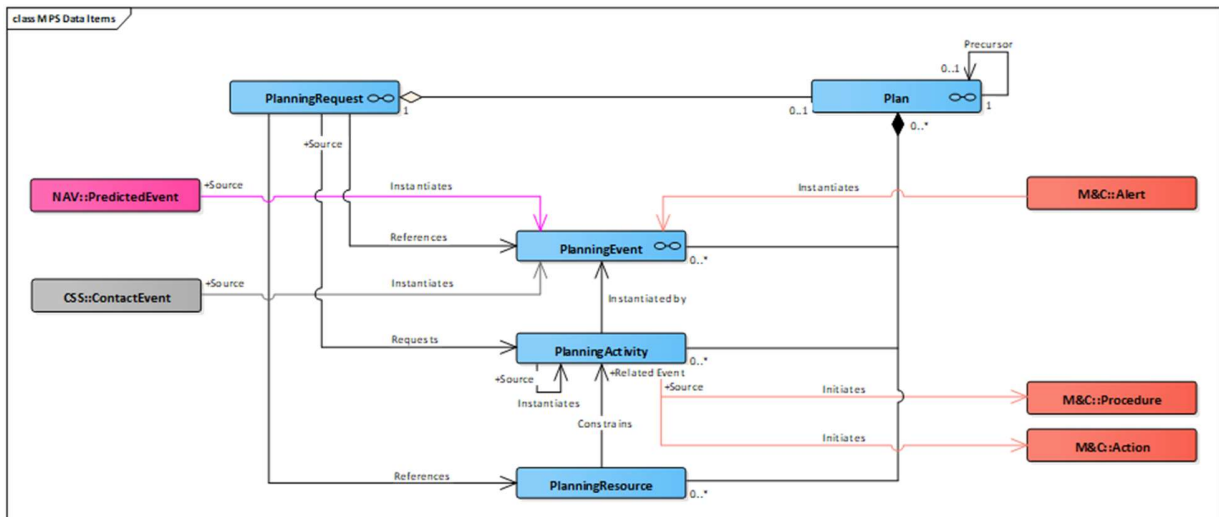 class MPS Data Items
Precursor
0..1
PlanningRequest
Plan
1
0..1
1
0..*
+Source
+Source
Instantiates
Instantiates
NAV::PredictedEvent
M&C::Alert
References
PlanningEvent
0..*
+Source
Instantiates
CSS::ContactEvent
Instantiated by
Requests
PlanningActivity
0..*
+Source
+Related Event
+Source
Instantiates
Initiates
M&C::Procedure
Constrains
Initiates
M&C::Action
References
PlanningResource
0..*